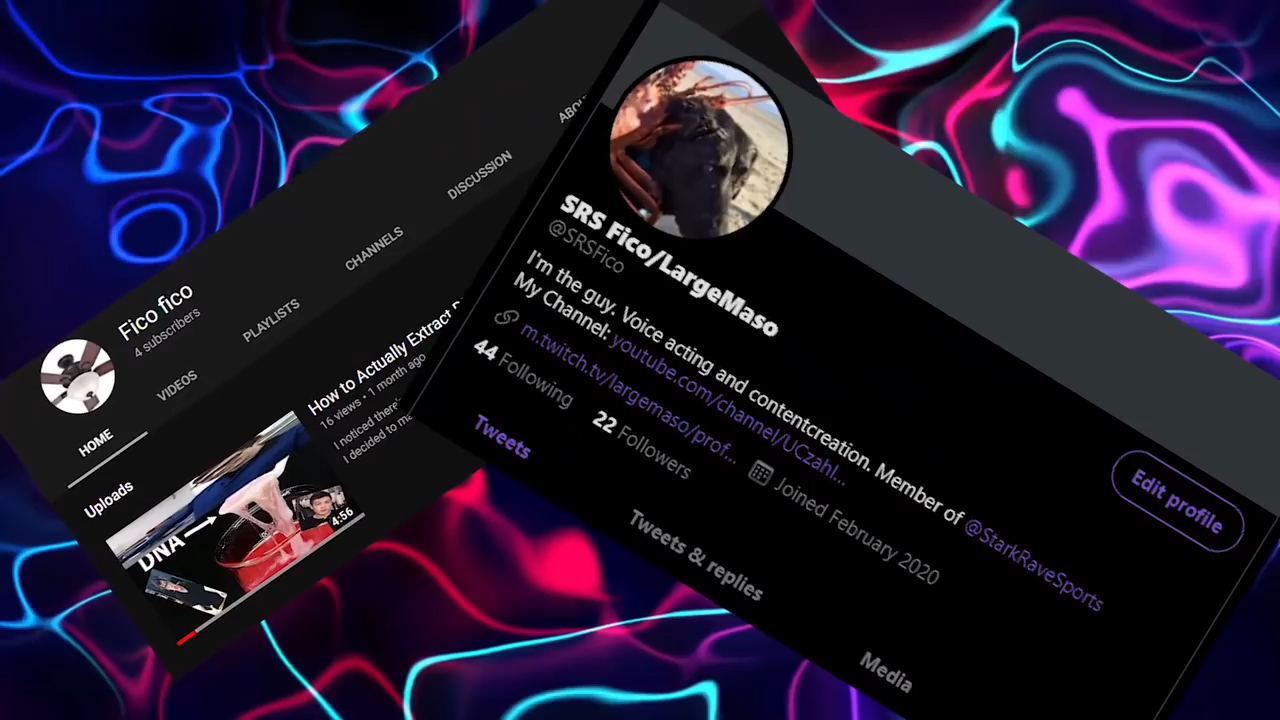 Fico fico
4 subscribers
HOME
VIDEOS
PLAYLISTS
CHANNELS
DISCUSSION
Uploads
DNA
4:56
How to Actually Extract
16 views • 1 month ago
I noticed there'
I decided to
SRS Fico/LargeMaso
@SRSFico
I'm the guy. Voice acting and contentcreation. Member of @StarkRaveSports
My Channel: youtube.com/channel/UCzahl…
m.twitch.tv/largemaso/prof…
Joined February 2020
44 Following
22 Followers
Edit profile
Tweets
Tweets & replies
Media